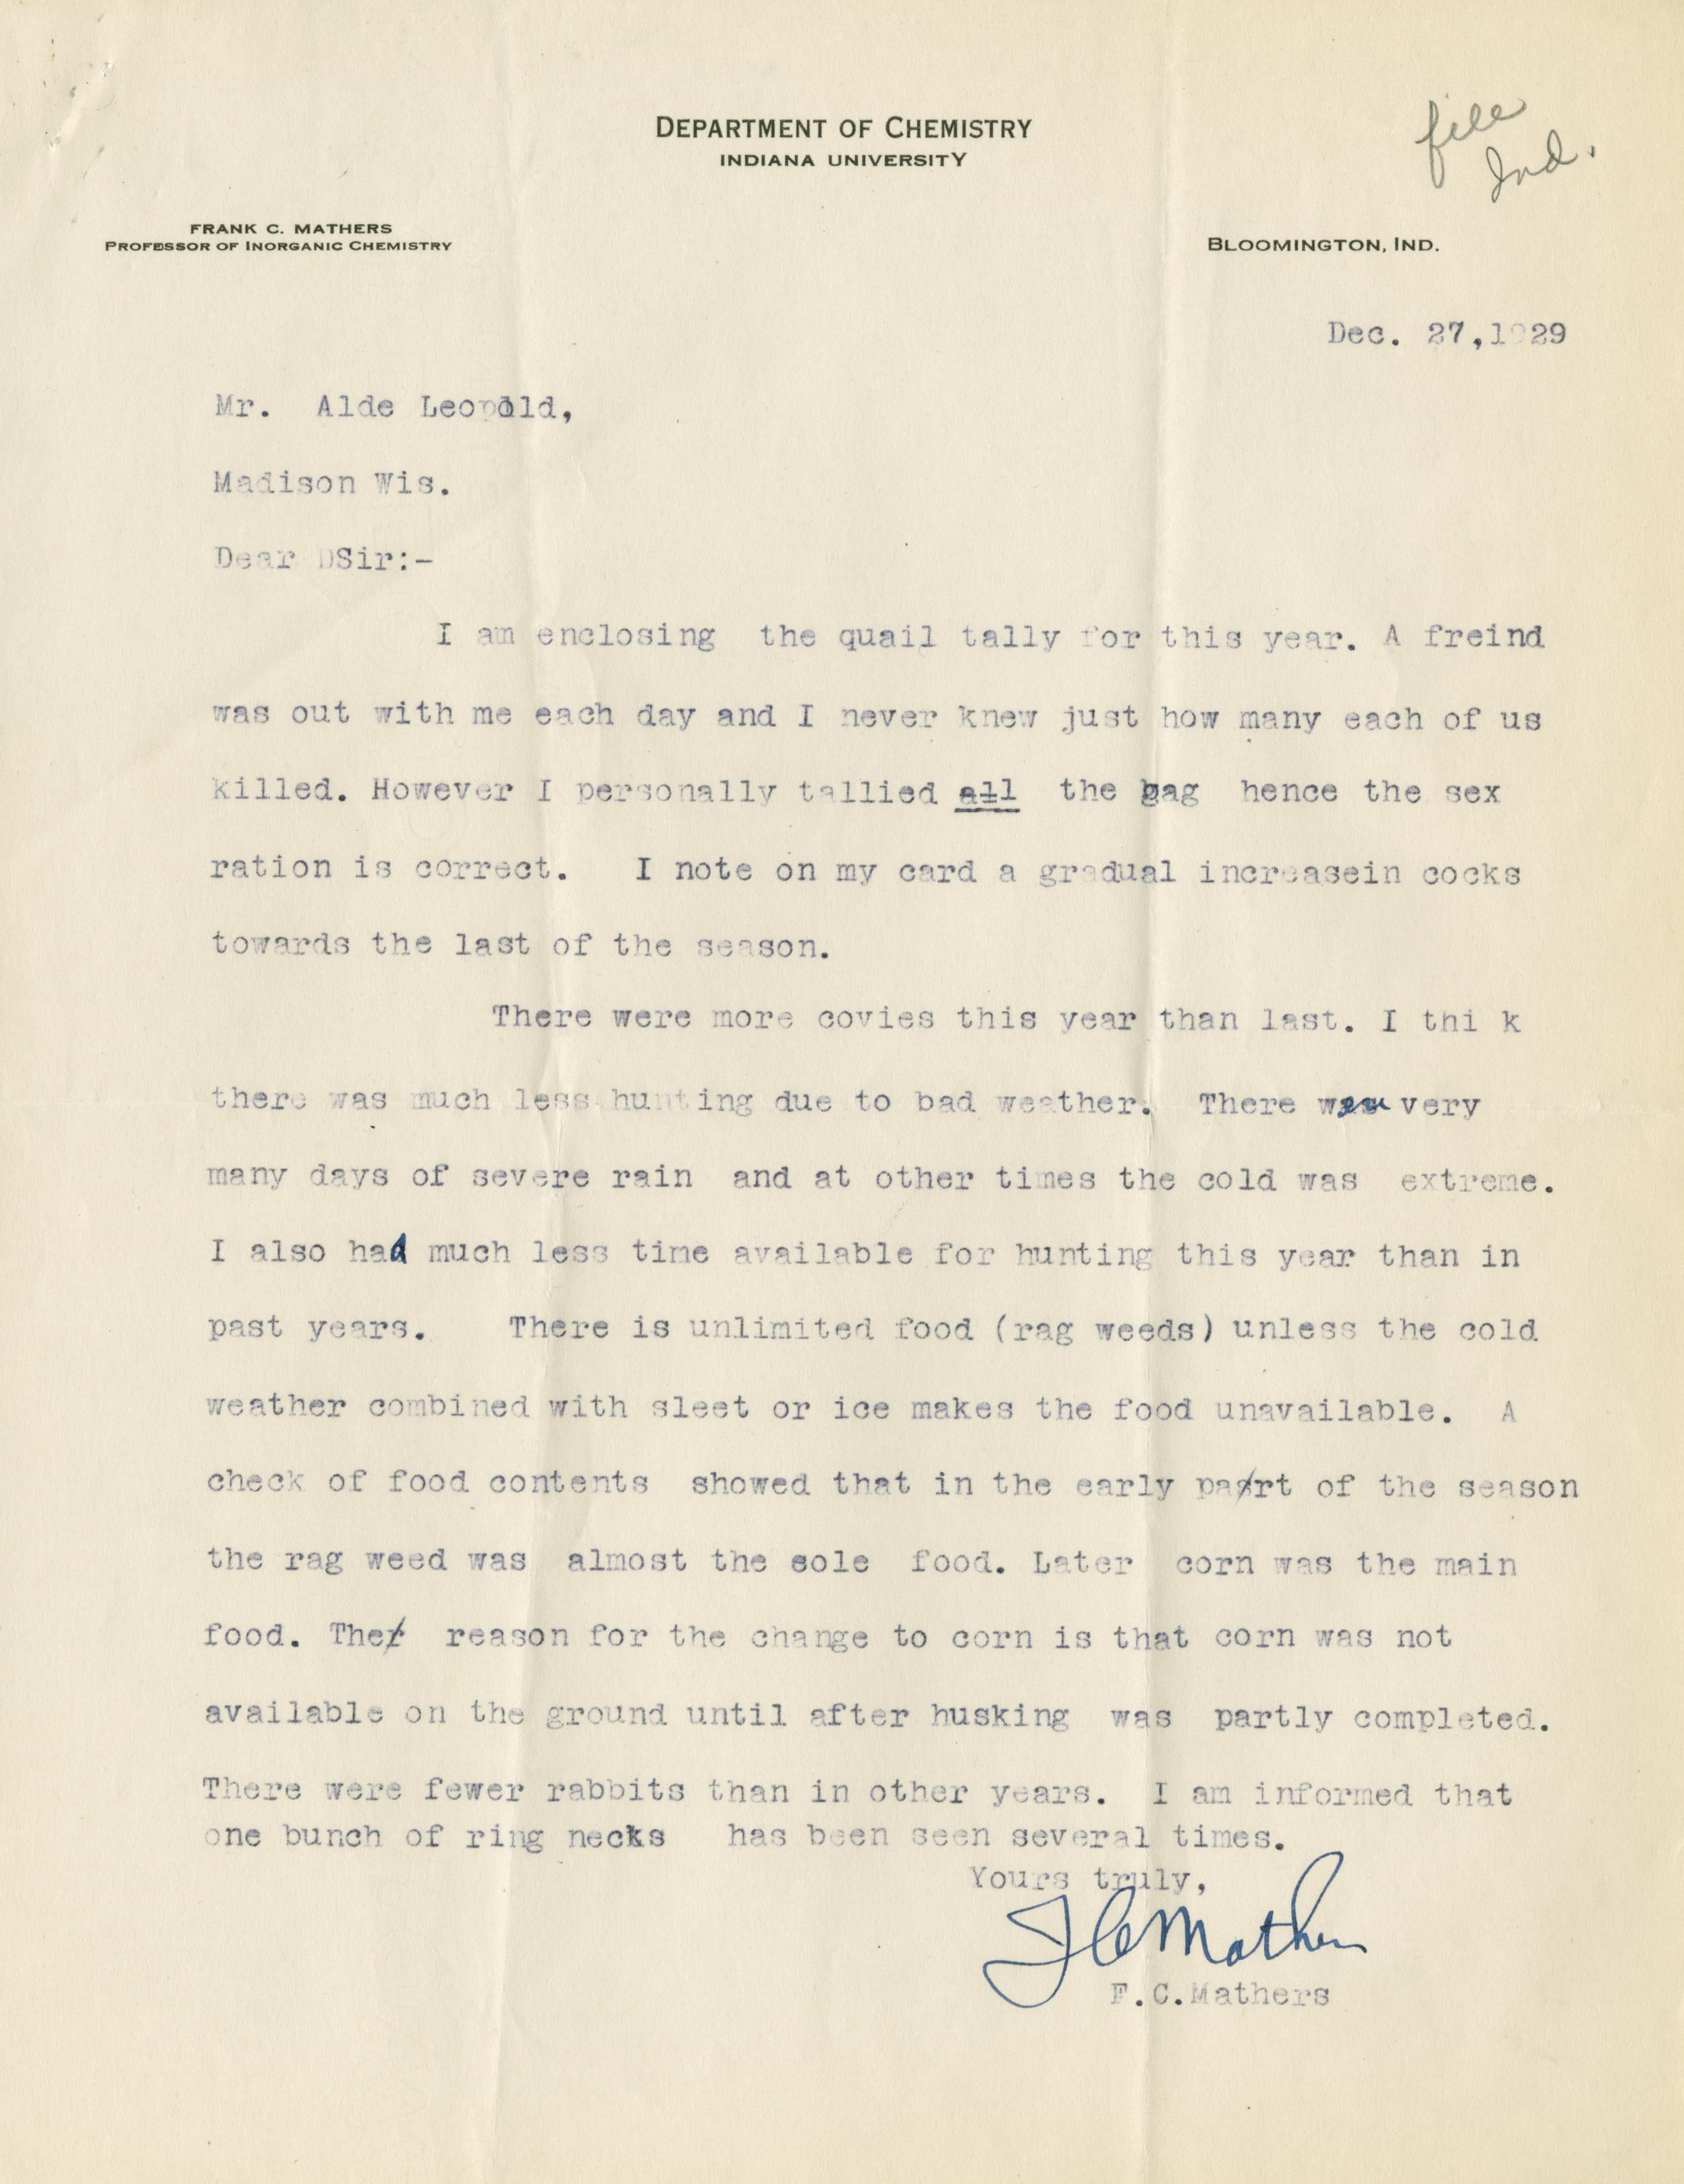 DEPARTMENT OF CHEMISTRY
INDIANA UNIVERSITY
file
Ind.
FRANK C. MATHERS
PROFESSOR OF INORGANIC CHEMISTRY
BLOOMINGTON, IND.
Dec. 27,1929
Mr. Alde Leopold,
Madison Wis.
Dear DSir:-
I am enclosing the quail tally for this year. A freind
was out with me each day and I never knew just how many each of us
killed. However I personally tallied all the bag hence the sex
ration is correct. I note on my card a gradual increasein cocks
towards the last of the season.
There were more covies this year than last. I thi k
there was much less hunting due to bad weather. There were very
many days of severe rain and at other times the cold was extreme.
I also had much less time available for hunting this year than in
past years. There is unlimited food (rag weeds) unless the cold
weather combined with sleet or ice makes the food unavailable. A
check of food contents showed that in the early part of the season
the rag weed was almost the sole food. Later corn was the main
food. The reason for the change to corn is that corn was not
available on the ground until after husking was partly completed.
There were fewer rabbits than in other years. I am informed that
one bunch of ring necks has been seen several times.
Yours truly,
F C Mathers
F.C.Mathers